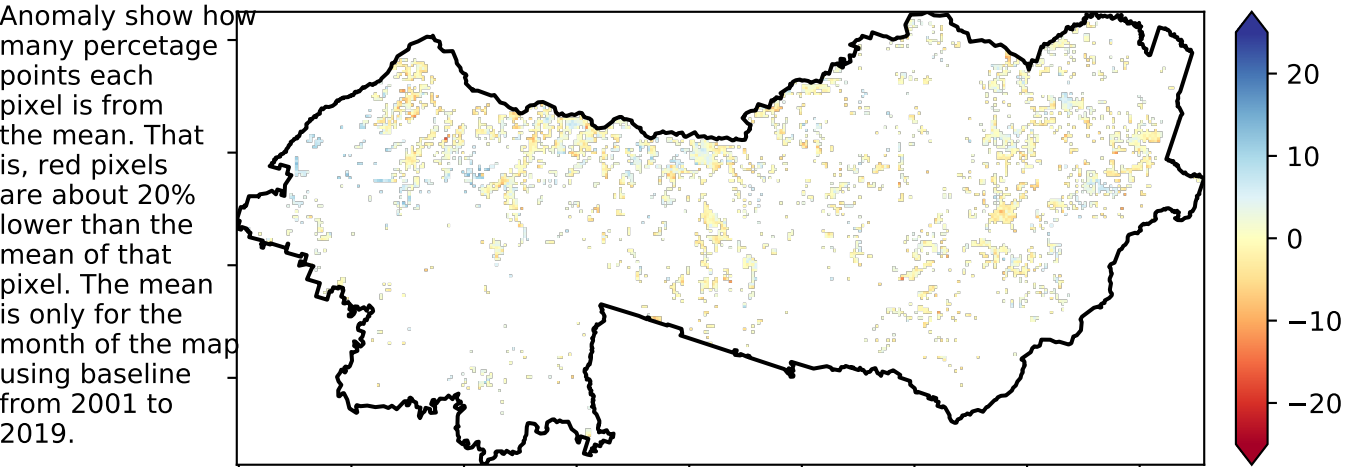 Anomaly show how
many percetage
points each
pixel is from
the mean. That
is, red pixels
are about 20%
lower than the
mean of that
pixel. The mean
is only for the
month of the map
using baseline
from 2001 to
2019.
20
10
0
−10
−20